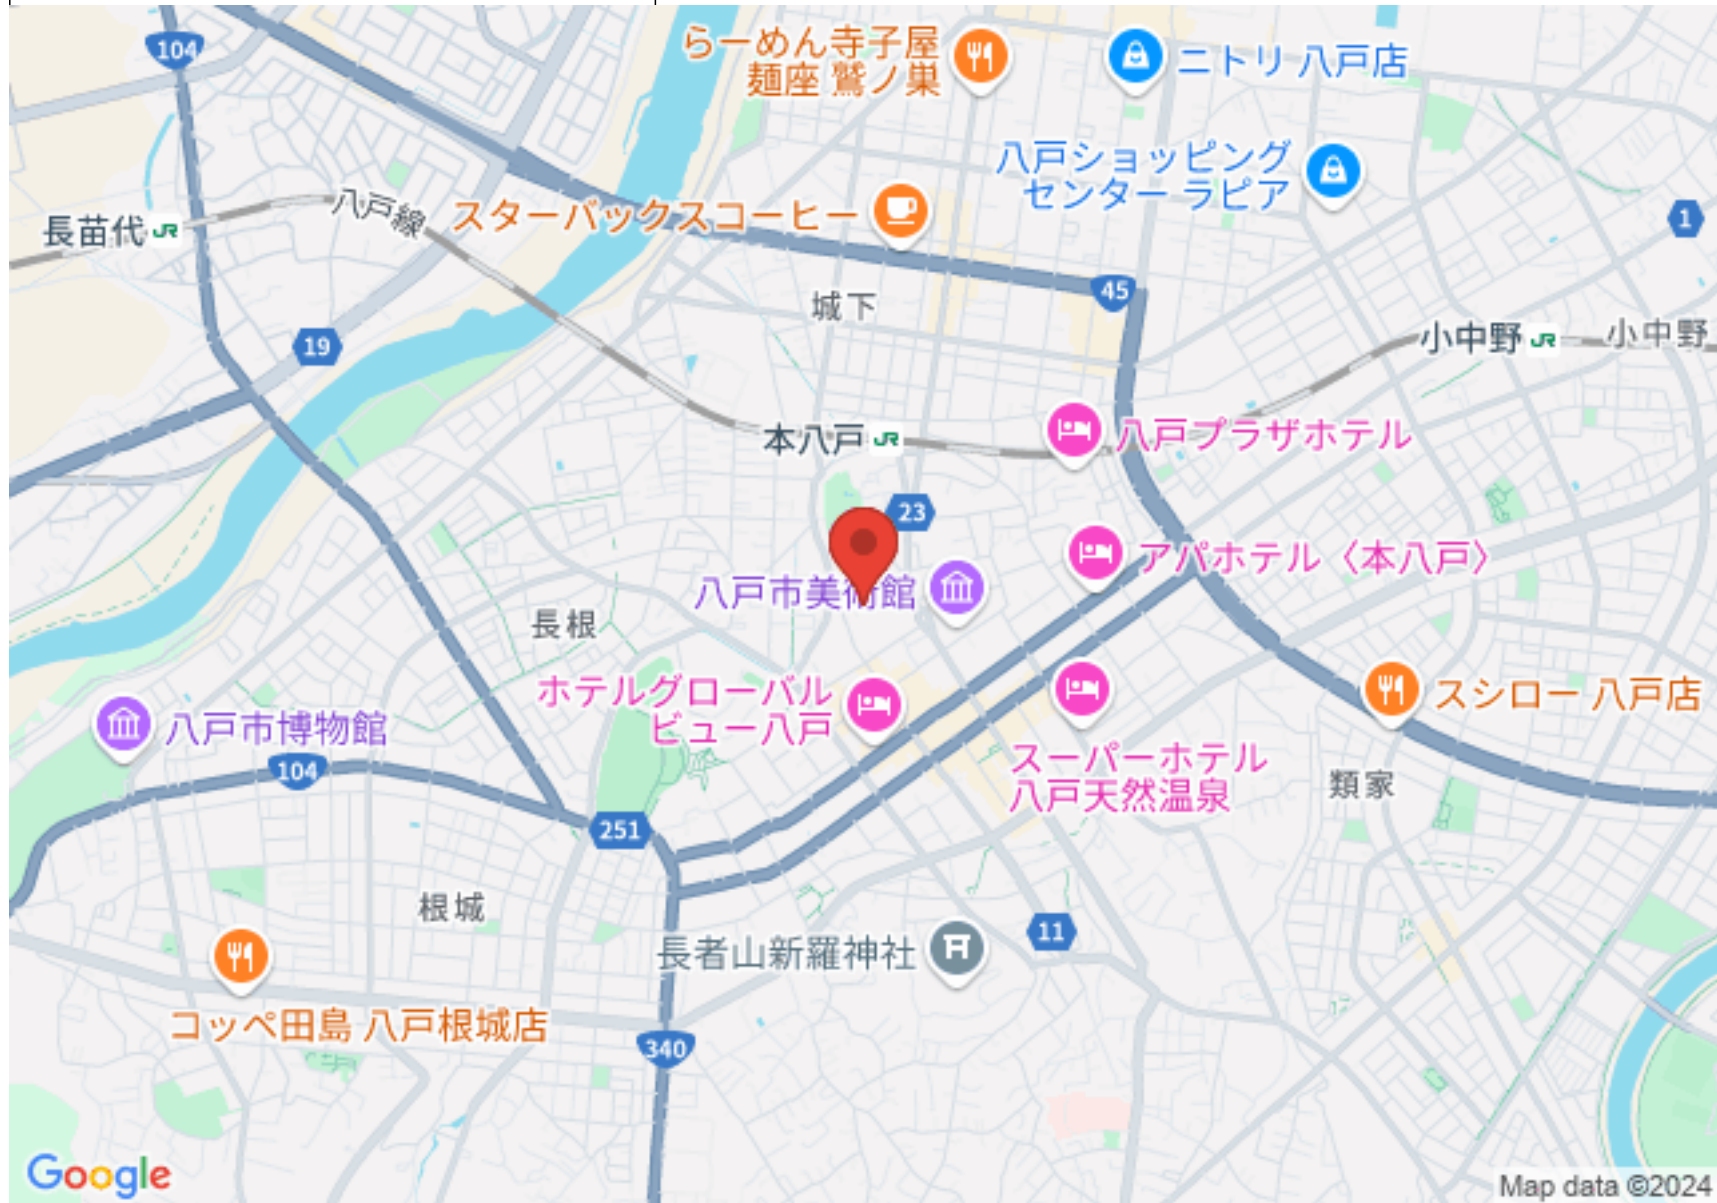 104
らーめん寺子屋
麺座 鷲ノ巣
ニトリ 八戸店
八戸ショッピング
センター ラピア
八戸線
長苗代 JR
スターバックスコーヒー
1
45
城下
19
小中野 JR
小中野
本八戸 JR
八戸プラザホテル
23
アパホテル〈本八戸〉
八戸市美術館
長根
ホテルグローバル
ビュー八戸
スシロー 八戸店
八戸市博物館
104
スーパーホテル
八戸天然温泉
類家
251
根城
長者山新羅神社
11
コッペ田島 八戸根城店
340
Google
Map data ©2024